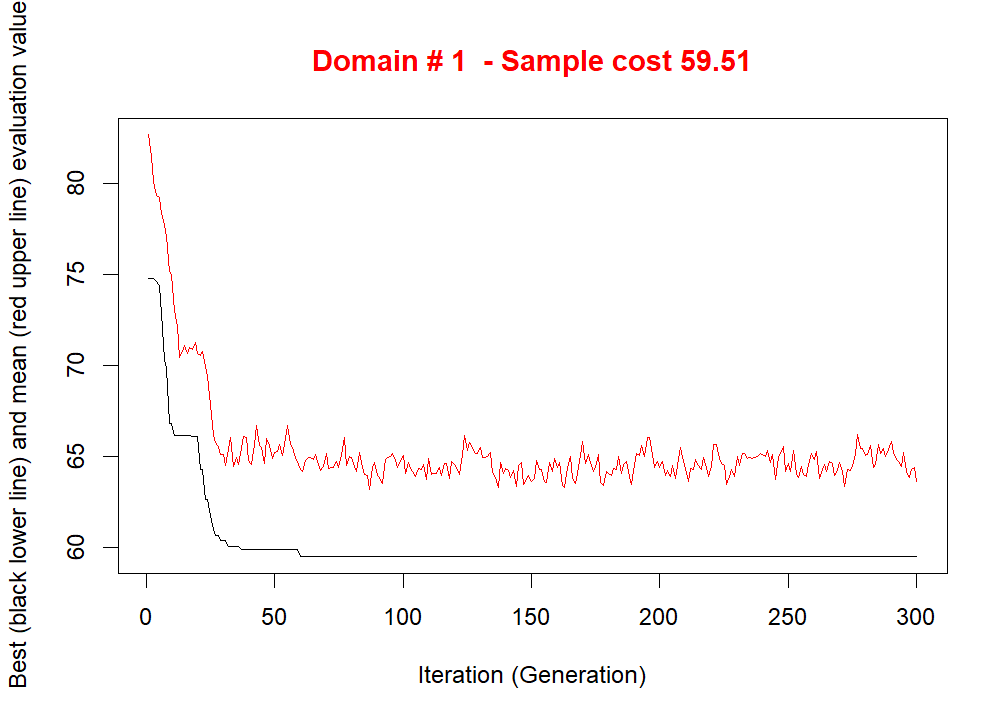 Domain # 1  - Sample cost 59.51
Best (black lower line) and mean (red upper line) evaluation value
80
75
70
65
60
0 50 100 150 200 250 300
Iteration (Generation)